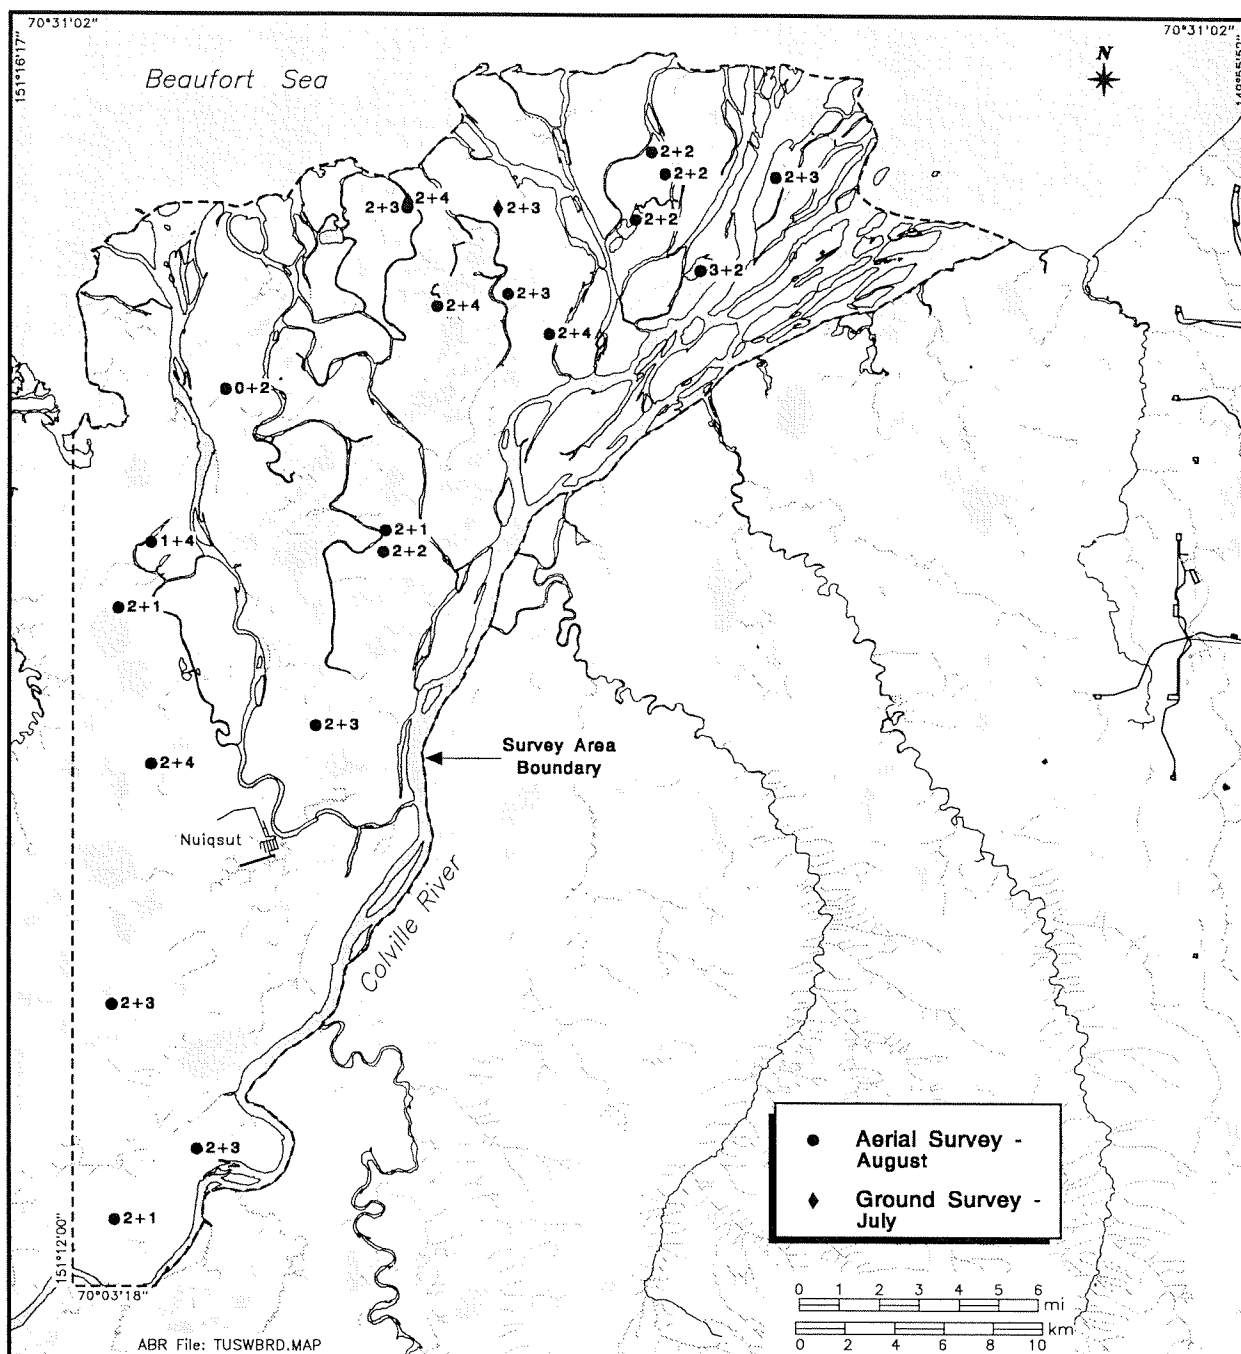 70°31'02"
70°31'02"
151°16'17"
Beaufort Sea
N
2+2
2+2
2+3
2+4
2+3
2+3
2+2
3+2
2+3
2+4
2+4
0+2
2+1
2+2
1+4
2+1
2+3
Survey Area
Boundary
2+4
Nuiqsut
Colville River
2+3
2+3
2+1
151°12'00"
70°03'18"
Aerial Survey -
August
Ground Survey -
July
0 1 2 3 4 5 6
mi
km
0 2 4 6 8 10
ABR File: TUSWBRD.MAP